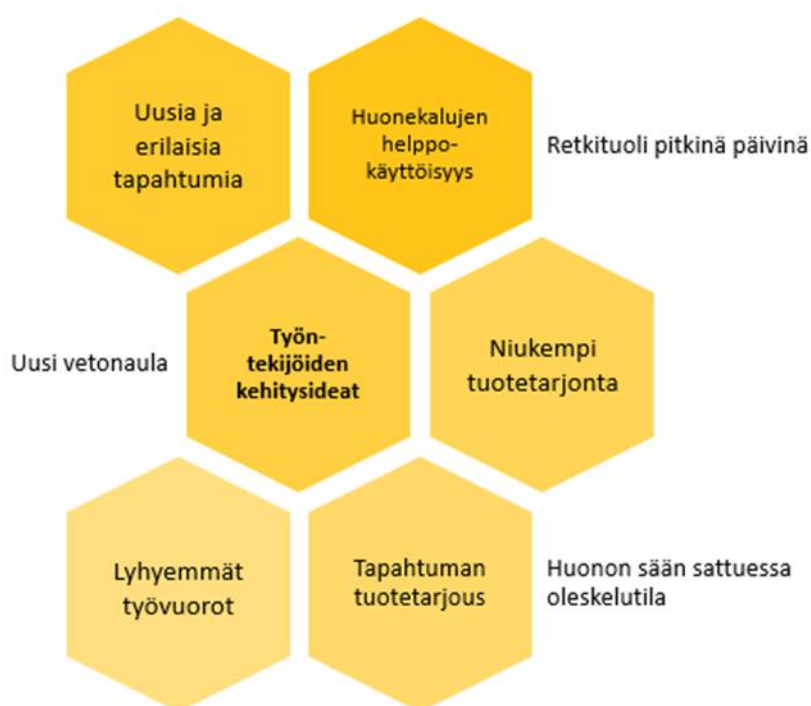 Uusia ja
erilaisia
tapahtumia
Huonekalujen
helppo-
käyttöisyys
Retkituoli pitkinä päivinä
Uusi vetonaula
Työn-
tekijöiden
kehitysideat
Niukempi
tuotetarjonta
Lyhyemmät
työvuorot
Tapahtuman
tuotetarjous
Huonon sään sattuessa
oleskelutila